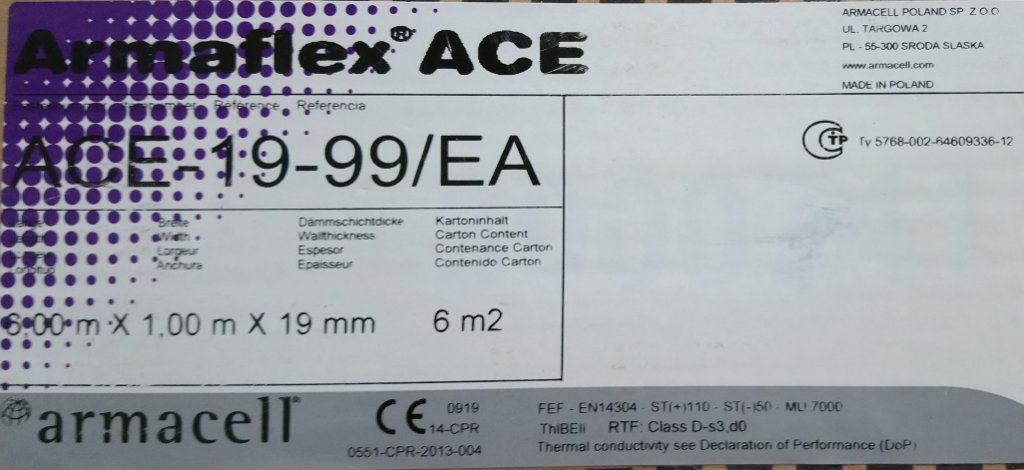 Armaflex® ACE
ARMACELL POLAND SP. Z O.O
UL. TARGOWA 2
PL - 55-300 SRODA SLASKA
www.armacell.com
MADE IN POLAND
Référence Referencia
ACE-19-99/EA
TP Ty 5768-002-64609336-12
Breite Dämmschichtdicke Kartoninhalt
Width Wallthickness Carton Content
Largeur Espesor Contenance Carton
Anchura Epaisseur Contenido Carton
6,00 m X 1,00 m X 19 mm 6 m2
armacell®
CE 0919
14-CPR
0551-CPR-2013-004
FEF - EN14304 - ST(+)110 - ST(-)50 - MU 7000
ThIBEII RTF: Class D-s3,d0
Thermal conductivity see Declaration of Performance (DoP)